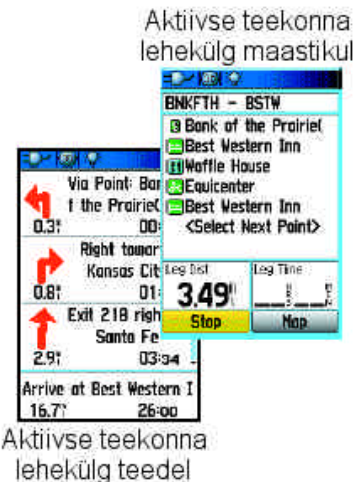 Aktiivse teekonna
lehekülg maastikul
BNKFTH - BSTW
Bank of the Prairie(
Best Western Inn
Waffle House
Equicenter
Best Western Inn
<Select Next Point>
Leg Dist
Leg Time
3.49
Stop
Map
Via Point: Ban
f the Prairie(
0.3
00:
Right towar
Kansas Cit
0.8
01:
Exit 218 righ
Santa Fe
2.9
03:34
Arrive at Best Western I
16.7
26:00
Aktiivse teekonna
lehekülg teedel